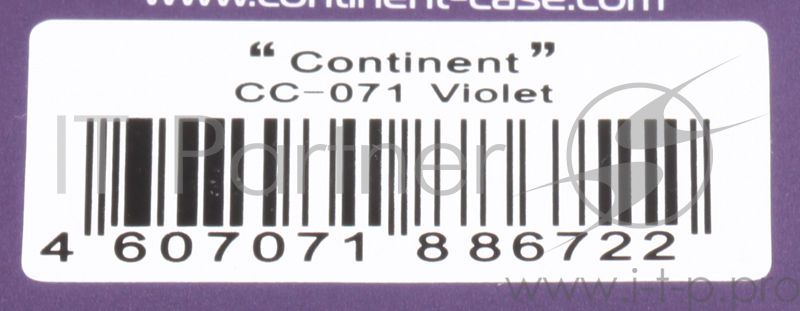 www.continent-case.com
“ Continent ”
CC-071 Violet
IT Partner
4 607071 886722
www.i-t-p.pro